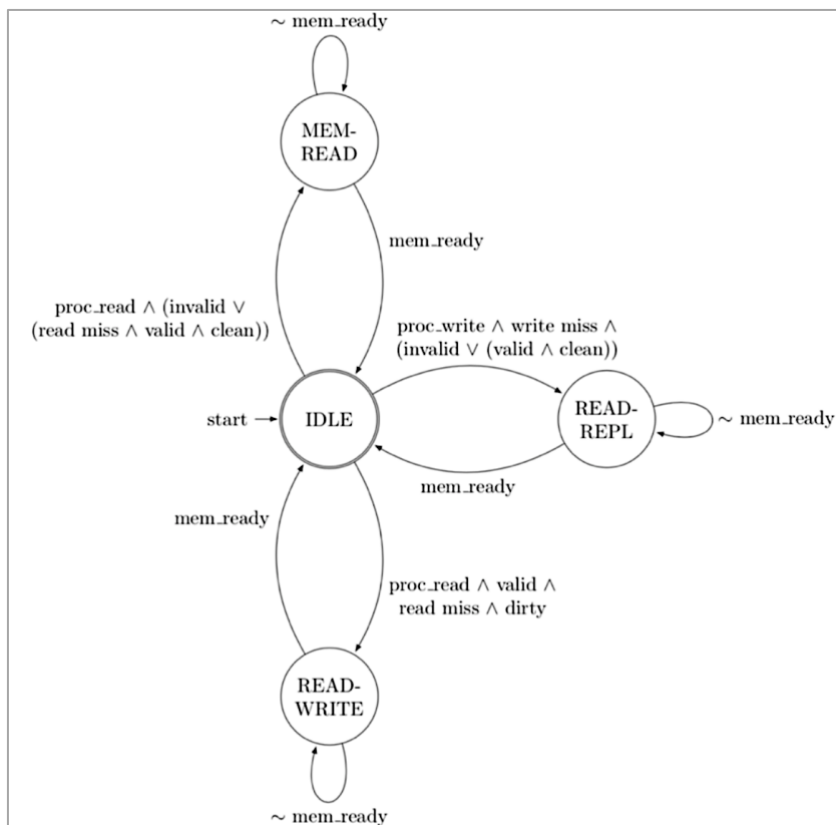 ∼ mem_ready
MEM-
READ
mem_ready
proc_read ∧ (invalid ∨
(read miss ∧ valid ∧ clean))
proc_write ∧ write miss ∧
(invalid ∨ (valid ∧ clean))
start
IDLE
READ-
REPL
∼ mem_ready
mem_ready
mem_ready
proc_read ∧ valid ∧
read miss ∧ dirty
READ-
WRITE
∼ mem_ready